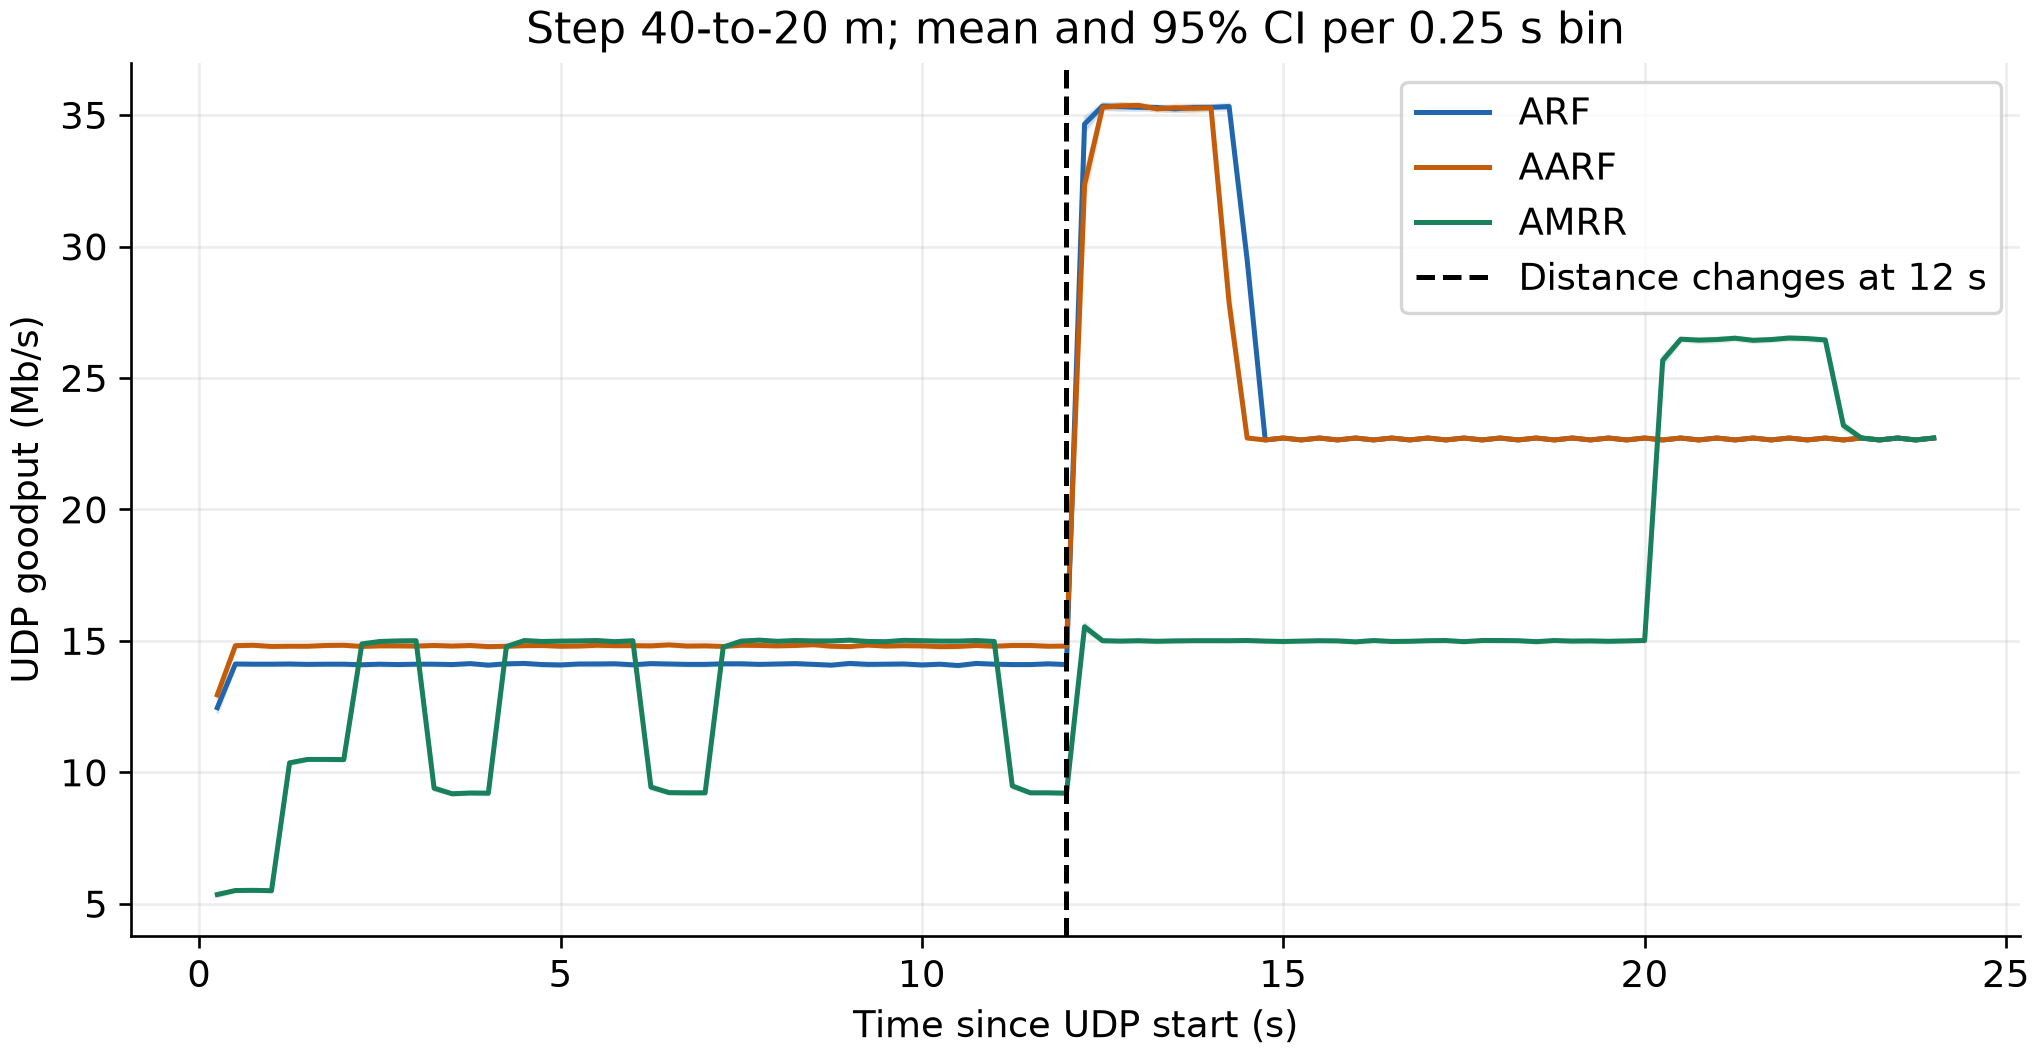 Step 40-to-20 m; mean and 95% CI per 0.25 s bin
UDP goodput (Mb/s)
35
30
25
20
15
10
5
ARF
AARF
AMRR
Distance changes at 12 s
0
5
10
15
20
25
Time since UDP start (s)